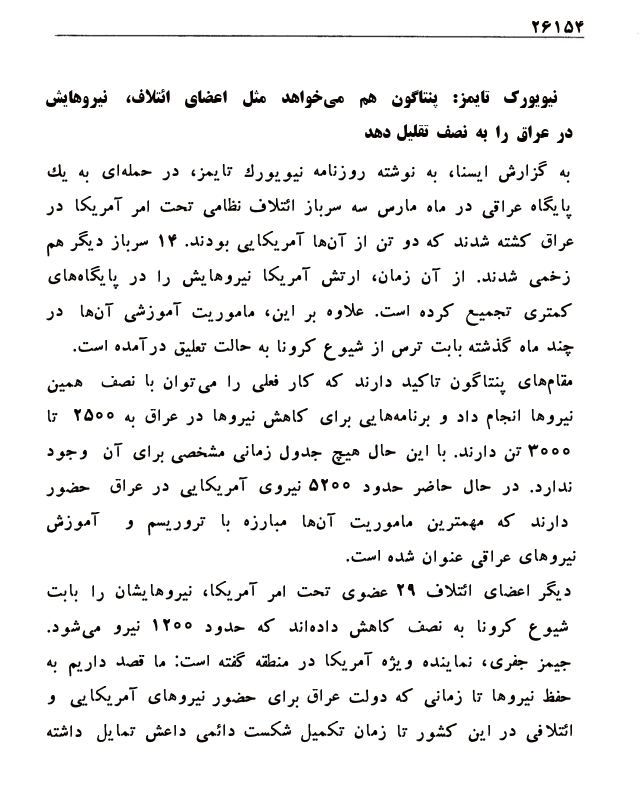 ۲۶۱۵۴
نیویورک تایمز: پنتاگون هم می‌خواهد مثل اعضای ائتلاف، نیروهایش
در عراق را به نصف تقلیل دهد
به گزارش ایسنا، به نوشته روزنامه نیویورك تایمز، در حمله‌ای به یك
پایگاه عراقی در ماه مارس سه سرباز ائتلاف نظامی تحت امر آمریکا در
عراق کشته شدند که دو تن از آن‌ها آمریکایی بودند. ۱۴ سرباز دیگر هم
زخمی شدند. از آن زمان، ارتش آمریکا نیروهایش را در پایگاه‌های
کمتری تجمیع کرده است. علاوه بر این، ماموریت آموزشی آن‌ها در
چند ماه گذشته بابت ترس از شیوع کرونا به حالت تعلیق درآمده است.
مقام‌های پنتاگون تاکید دارند که کار فعلی را می‌توان با نصف همین
نیروها انجام داد و برنامه‌هایی برای کاهش نیروها در عراق به ۲۵۰۰ تا
۳۰۰۰ تن دارند. با این حال هیچ جدول زمانی مشخصی برای آن وجود
ندارد. در حال حاضر حدود ۵۲۰۰ نیروی آمریکایی در عراق حضور
دارند که مهمترین ماموریت آن‌ها مبارزه با تروریسم و آموزش
نیروهای عراقی عنوان شده است.
دیگر اعضای ائتلاف ۲۹ عضوی تحت امر آمریکا، نیروهایشان را بابت
شیوع کرونا به نصف کاهش داده‌اند که حدود ۱۲۰۰ نیرو می‌شود.
جیمز جفری، نماینده ویژه آمریکا در منطقه گفته است: ما قصد داریم به
حفظ نیروها تا زمانی که دولت عراق برای حضور نیروهای آمریکایی و
ائتلافی در این کشور تا زمان تکمیل شکست دائمی داعش تمایل داشته